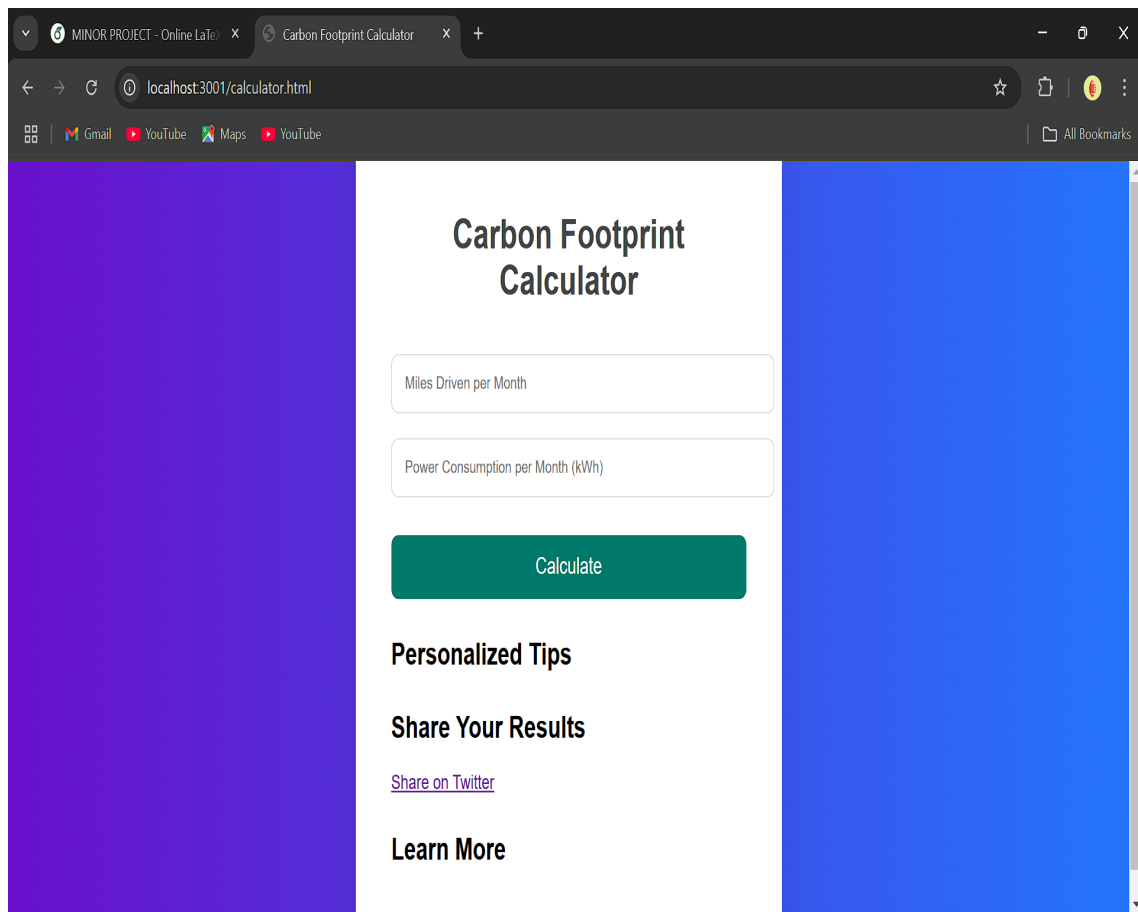 MINOR PROJECT - Online LaTeX
Carbon Footprint Calculator
localhost:3001/calculator.html
Gmail YouTube Maps YouTube All Bookmarks
Carbon Footprint
Calculator
Miles Driven per Month
Power Consumption per Month (kWh)
Calculate
Personalized Tips
Share Your Results
Share on Twitter
Learn More